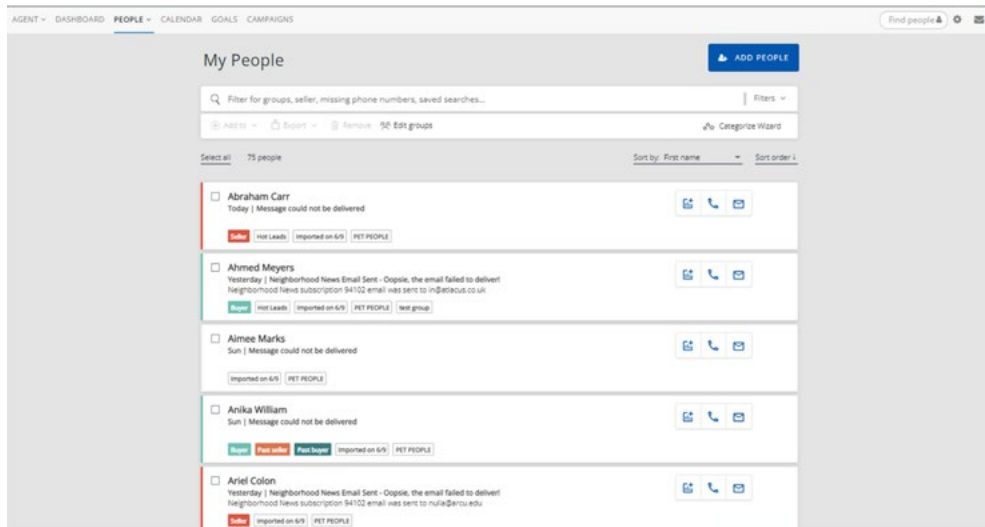 AGENT DASHBOARD PEOPLE CALENDAR GOALS CAMPAIGNS Find people
My People
ADD PEOPLE
Filter for groups, seller, missing phone numbers, saved searches... Filters
Add to Export Remove Edit groups Categorize Wizard
Select all 75 people Sort by: First name Sort order
Abraham Carr
Today | Message could not be delivered
Seller Hot Leads Imported on 6/9 PET PEOPLE
Ahmed Meyers
Yesterday | Neighborhood News Email Sent - Oopsie, the email failed to deliver!
Neighborhood News subscription 94102 email was sent to in@atlacus.co.uk
Buyer Hot Leads Imported on 6/9 PET PEOPLE test group
Aimee Marks
Sun | Message could not be delivered
Imported on 6/9 PET PEOPLE
Anika William
Sun | Message could not be delivered
Buyer Past seller Past buyer Imported on 6/9 PET PEOPLE
Ariel Colon
Yesterday | Neighborhood News Email Sent - Oopsie, the email failed to deliver!
Neighborhood News subscription 94102 email was sent to nulla@arcu.edu
Seller Imported on 6/9 PET PEOPLE